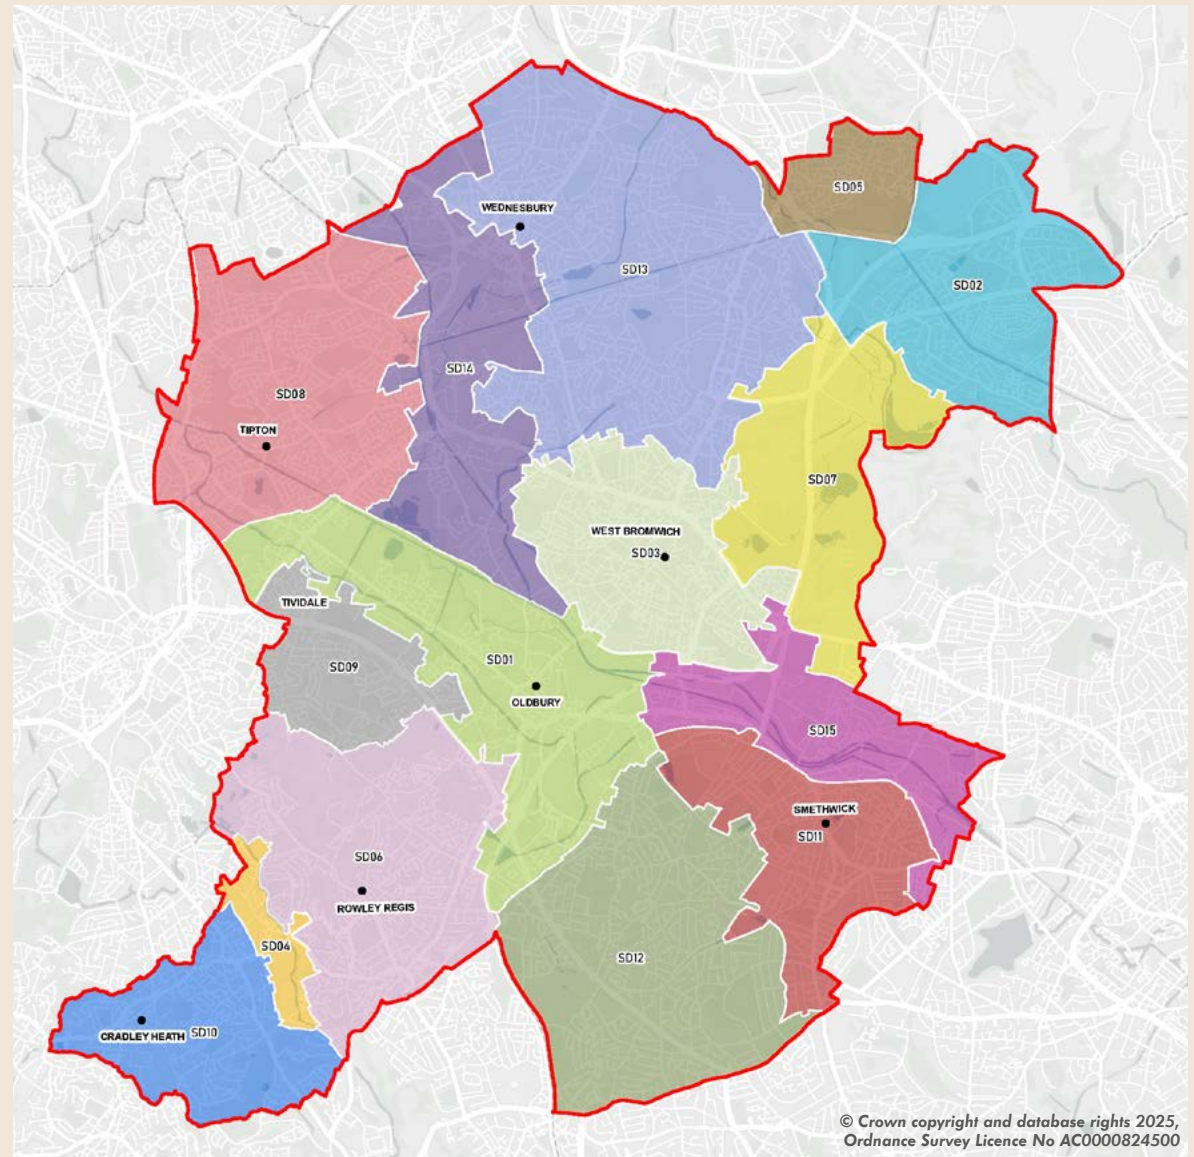 SD05
WEDNESBURY
SD13
SD02
SD14
SD08
TIPTON
SD07
WEST BROMWICH
SD03
TIVIDALE
SD01
SD09
OLDBURY
SD15
SMETHWICK
SD11
SD06
ROWLEY REGIS
SD04
SD12
CRADLEY HEATH SD10
© Crown copyright and database rights 2025,
Ordnance Survey Licence No AC0000824500